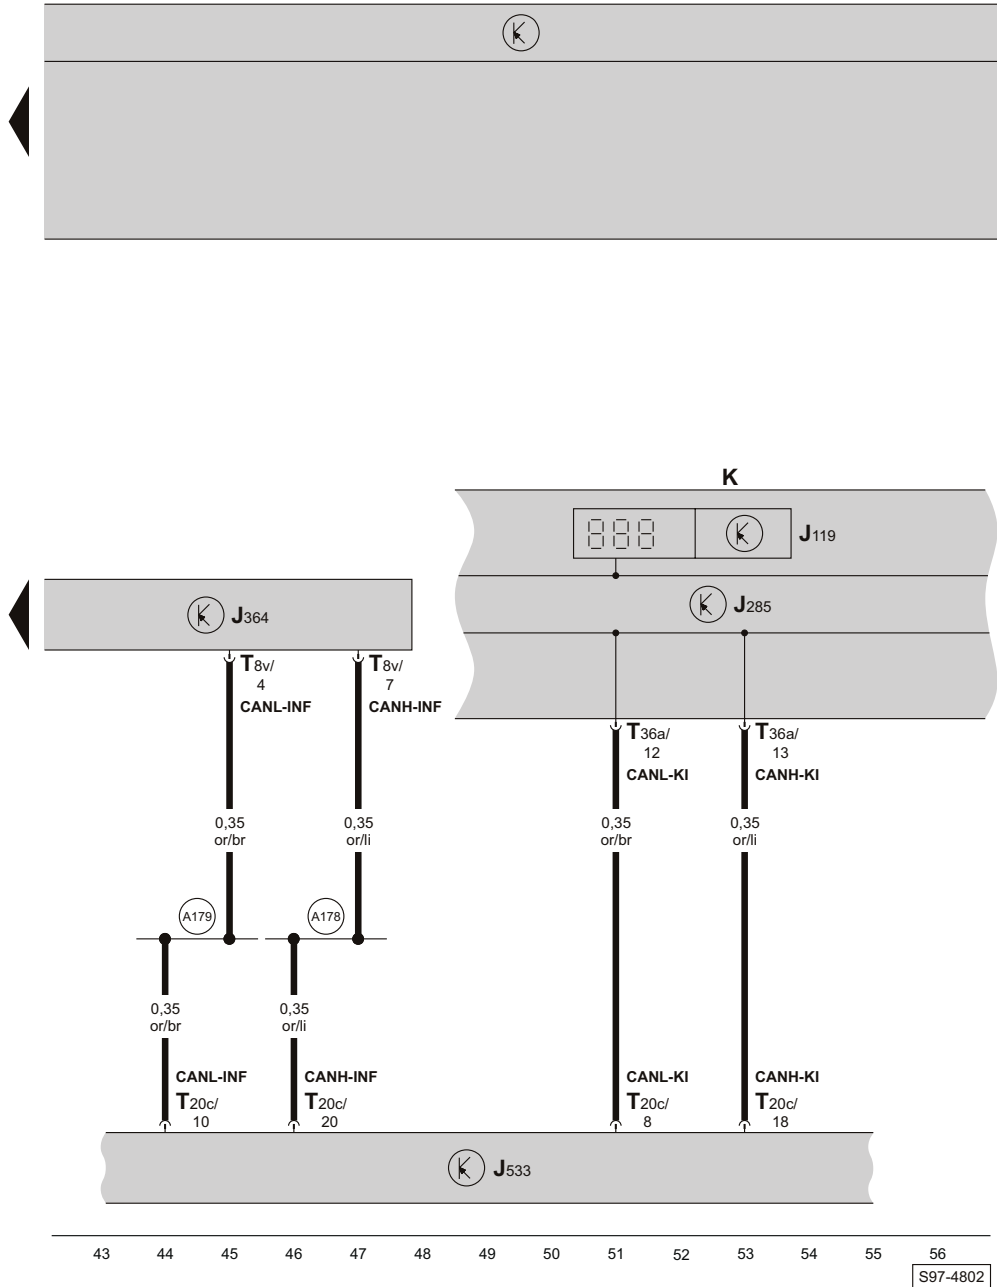 K
J119
J285
J364
T8v/
4
CANL-INF
T8v/
7
CANH-INF
T36a/
12
CANL-KI
T36a/
13
CANH-KI
0,35
or/br
0,35
or/li
0,35
or/br
0,35
or/li
A179
A178
0,35
or/br
0,35
or/li
CANL-INF
T20c/
10
CANH-INF
T20c/
20
CANL-KI
T20c/
8
CANH-KI
T20c/
18
J533
43 44 45 46 47 48 49 50 51 52 53 54 55 56
S97-4802